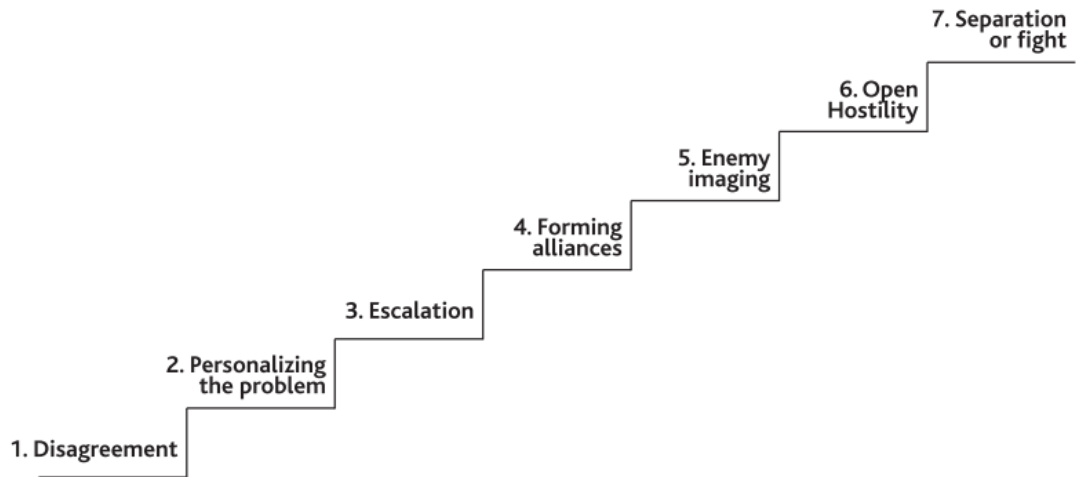 7. Separation
or fight
6. Open
Hostility
5. Enemy
imaging
4. Forming
alliances
3. Escalation
2. Personalizing
the problem
1. Disagreement